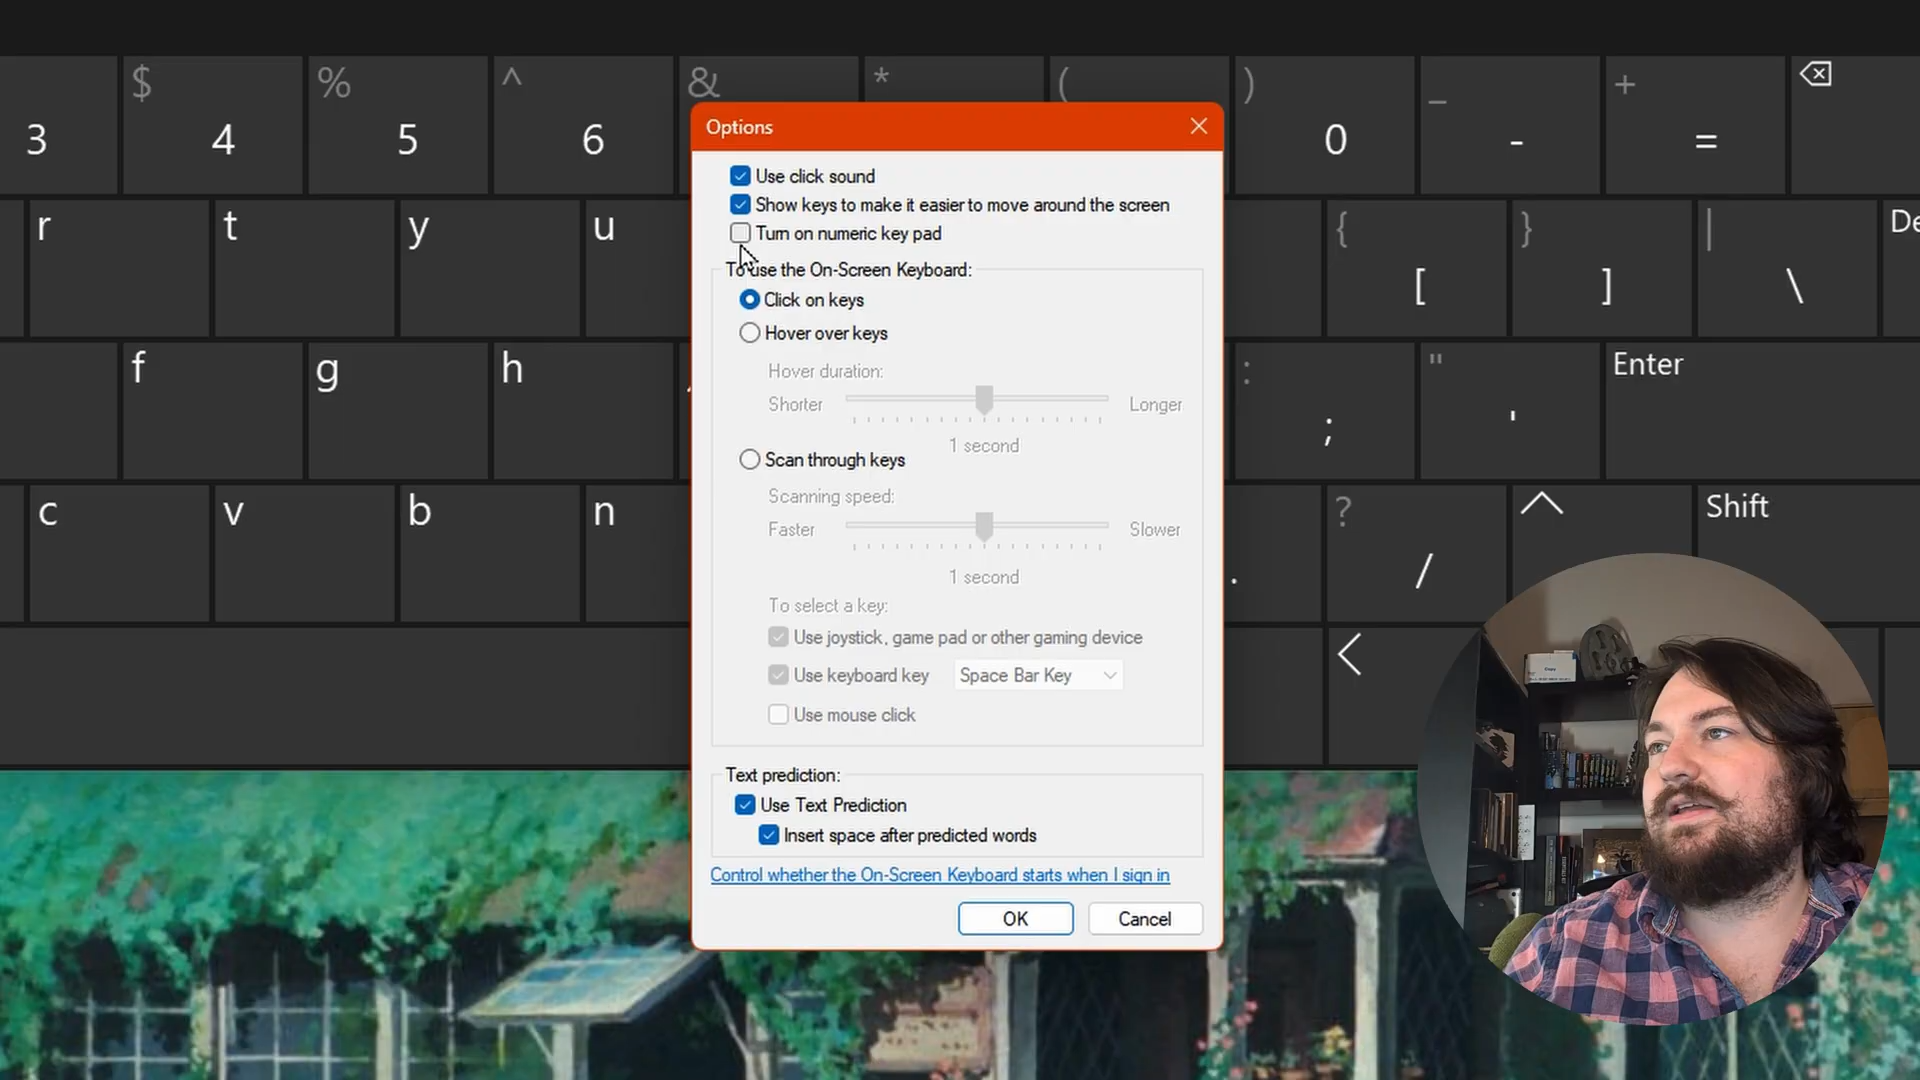 $ % ^ & * ( ) _ +
3 4 5 6 0 - =
Options
Use click sound
Show keys to make it easier to move around the screen
Turn on numeric key pad
r t y u { } | De
[ ] \
To use the On-Screen Keyboard:
Click on keys
Hover over keys
f g h : " Enter
; '
Hover duration:
Shorter Longer
1 second
Scan through keys
Scanning speed:
Faster Slower
1 second
c v b n ? Shift
. /
To select a key:
Use joystick, game pad or other gaming device
Use keyboard key Space Bar Key
Use mouse click
Text prediction:
Use Text Prediction
Insert space after predicted words
Control whether the On-Screen Keyboard starts when I sign in
OK Cancel